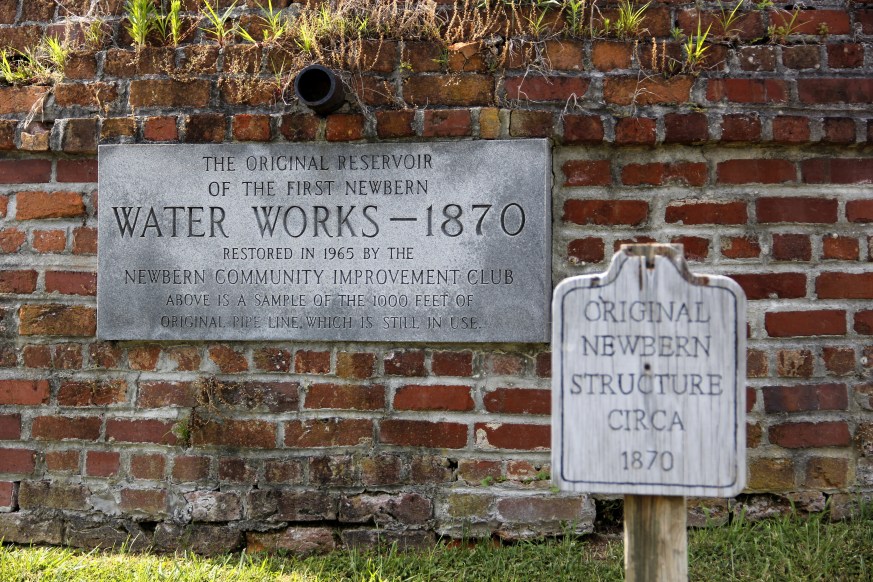 THE ORIGINAL RESERVOIR
OF THE FIRST NEWBERN
WATER WORKS—1870
RESTORED IN 1965 BY THE
NEWBERN COMMUNITY IMPROVEMENT CLUB
ABOVE IS A SAMPLE OF THE 1000 FEET OF
ORIGINAL PIPE LINE, WHICH IS STILL IN USE.
ORIGINAL
NEWBERN
STRUCTURE
CIRCA
1870